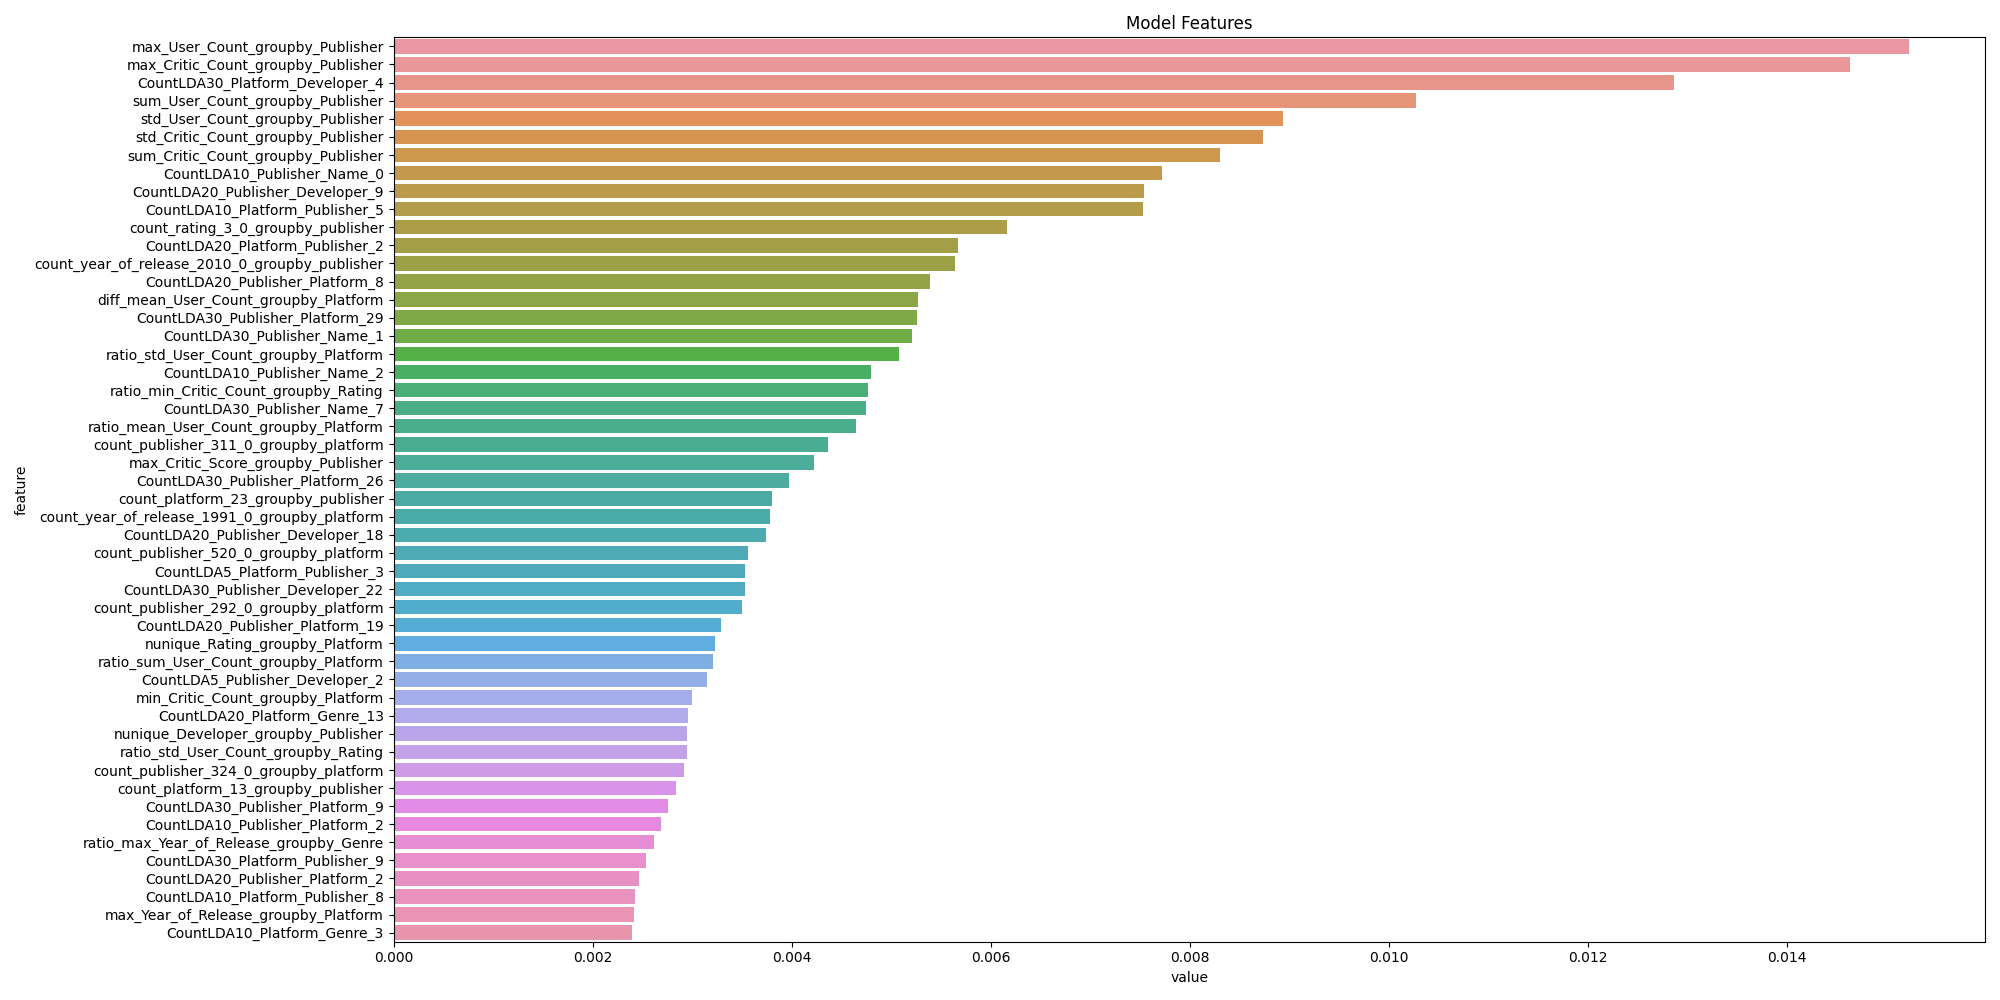 Model Features
max_User_Count_groupby_Publisher
max_Critic_Count_groupby_Publisher
CountLDA30_Platform_Developer_4
sum_User_Count_groupby_Publisher
std_User_Count_groupby_Publisher
std_Critic_Count_groupby_Publisher
sum_Critic_Count_groupby_Publisher
CountLDA10_Publisher_Name_0
CountLDA20_Publisher_Developer_9
CountLDA10_Platform_Publisher_5
count_rating_3_0_groupby_publisher
CountLDA20_Platform_Publisher_2
count_year_of_release_2010_0_groupby_publisher
CountLDA20_Publisher_Platform_8
diff_mean_User_Count_groupby_Platform
CountLDA30_Publisher_Platform_29
CountLDA30_Publisher_Name_1
ratio_std_User_Count_groupby_Platform
CountLDA10_Publisher_Name_2
ratio_min_Critic_Count_groupby_Rating
CountLDA30_Publisher_Name_7
ratio_mean_User_Count_groupby_Platform
count_publisher_311_0_groupby_platform
max_Critic_Score_groupby_Publisher
CountLDA30_Publisher_Platform_26
count_platform_23_groupby_publisher
count_year_of_release_1991_0_groupby_platform
CountLDA20_Publisher_Developer_18
count_publisher_520_0_groupby_platform
CountLDA5_Platform_Publisher_3
CountLDA30_Publisher_Developer_22
count_publisher_292_0_groupby_platform
CountLDA20_Publisher_Platform_19
nunique_Rating_groupby_Platform
ratio_sum_User_Count_groupby_Platform
CountLDA5_Publisher_Developer_2
min_Critic_Count_groupby_Platform
CountLDA20_Platform_Genre_13
nunique_Developer_groupby_Publisher
ratio_std_User_Count_groupby_Rating
count_publisher_324_0_groupby_platform
count_platform_13_groupby_publisher
CountLDA30_Publisher_Platform_9
CountLDA10_Publisher_Platform_2
ratio_max_Year_of_Release_groupby_Genre
CountLDA30_Platform_Publisher_9
CountLDA20_Publisher_Platform_2
CountLDA10_Platform_Publisher_8
max_Year_of_Release_groupby_Platform
CountLDA10_Platform_Genre_3
feature
0.000 0.002 0.004 0.006 0.008 0.010 0.012 0.014
value